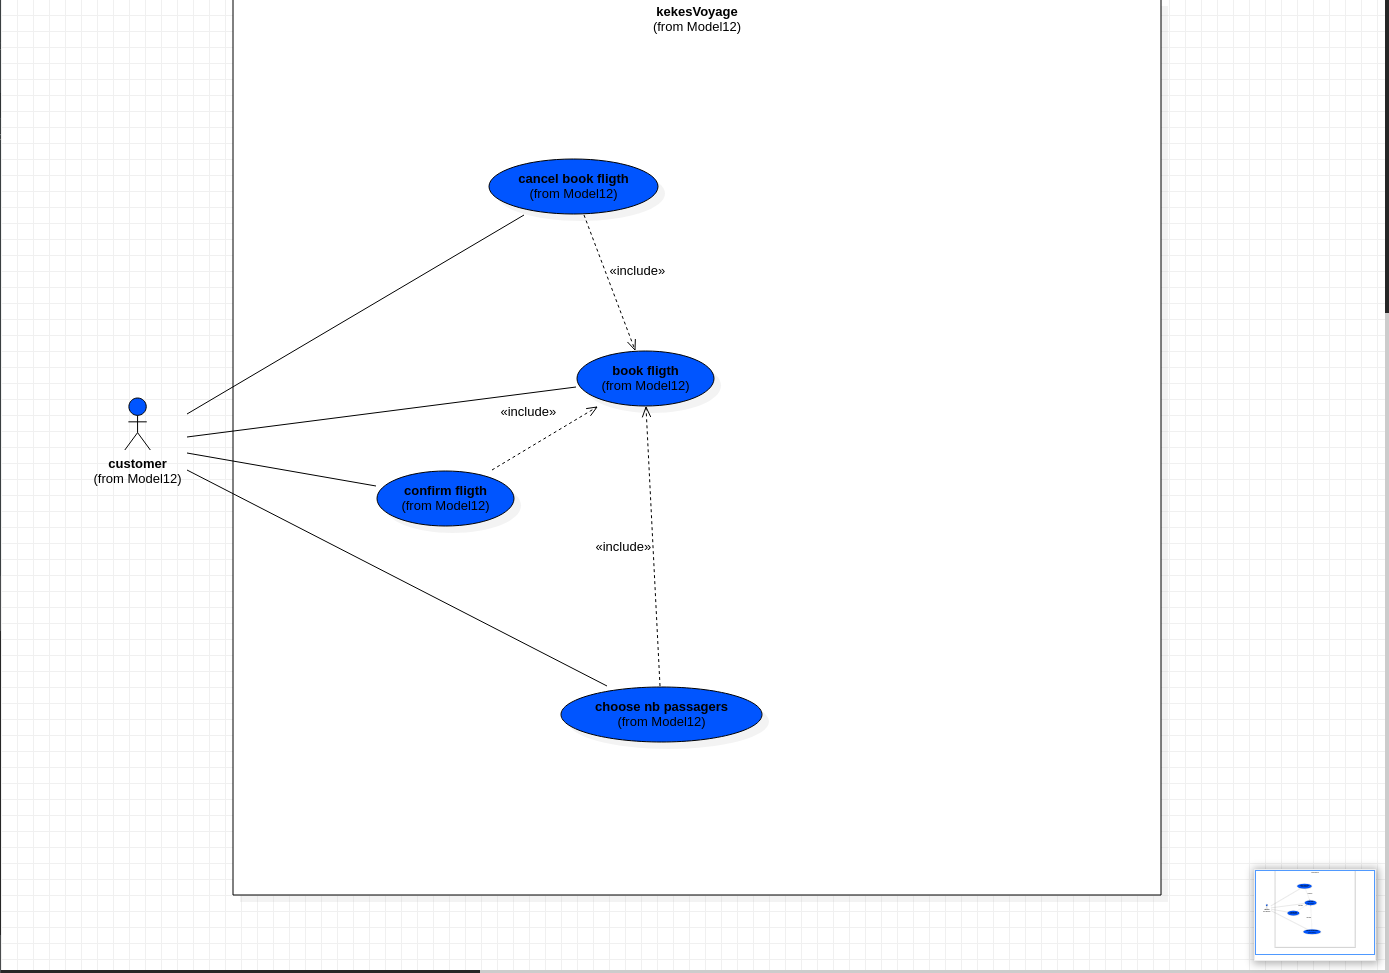 kekesVoyage
(from Model12)
cancel book fligth
(from Model12)
«include»
book fligth
(from Model12)
«include»
customer
(from Model12)
confirm fligth
(from Model12)
«include»
choose nb passagers
(from Model12)